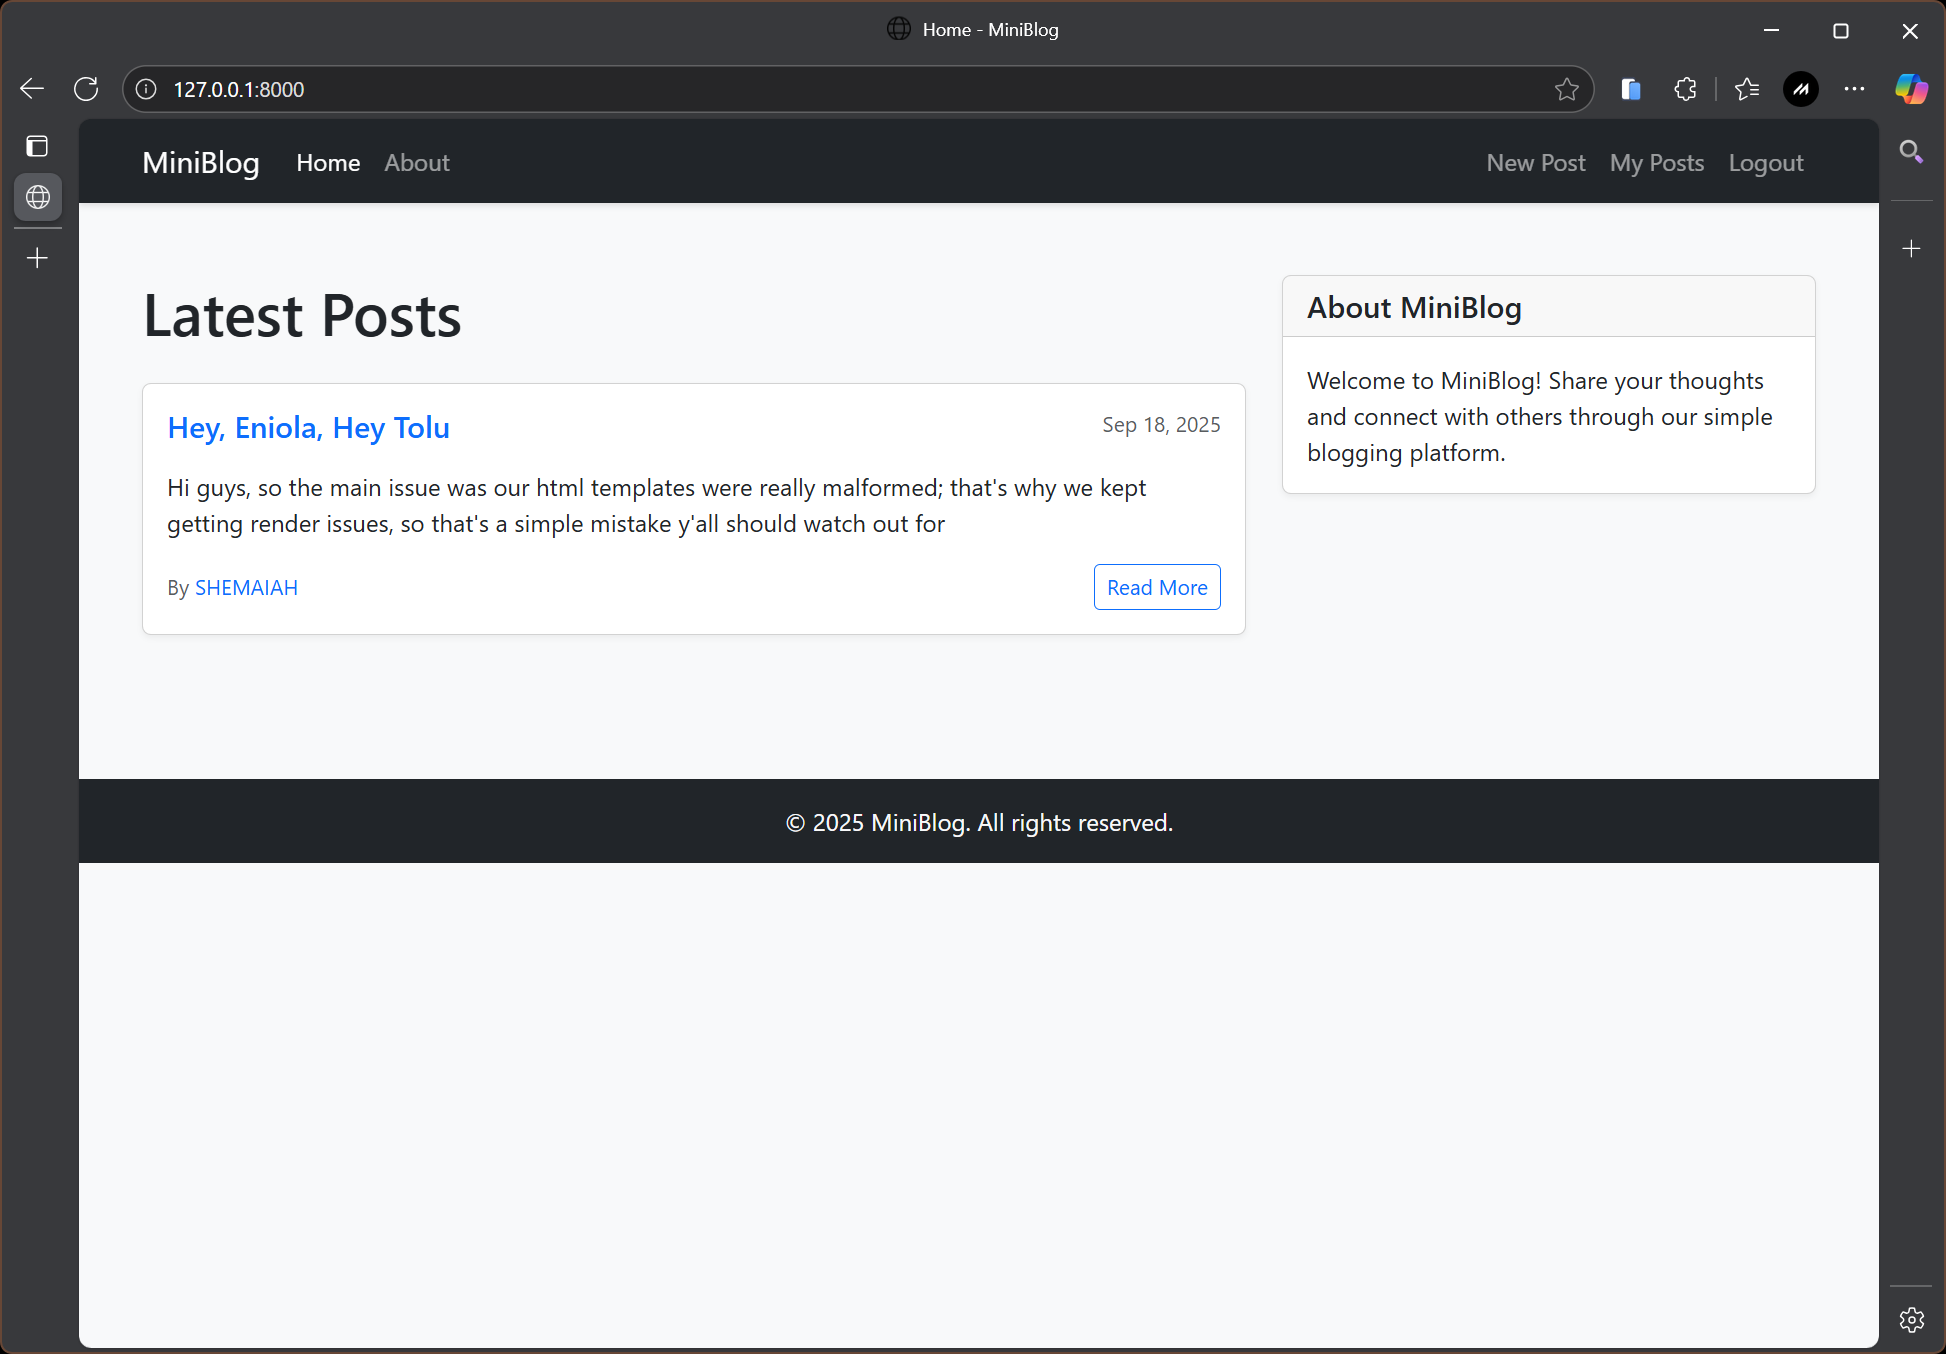 Home - MiniBlog
127.0.0.1:8000
MiniBlog Home About New Post My Posts Logout
Latest Posts
Hey, Eniola, Hey Tolu
Sep 18, 2025
Hi guys, so the main issue was our html templates were really malformed; that's why we kept
getting render issues, so that's a simple mistake y'all should watch out for
By SHEMAIAH
Read More
About MiniBlog
Welcome to MiniBlog! Share your thoughts
and connect with others through our simple
blogging platform.
© 2025 MiniBlog. All rights reserved.